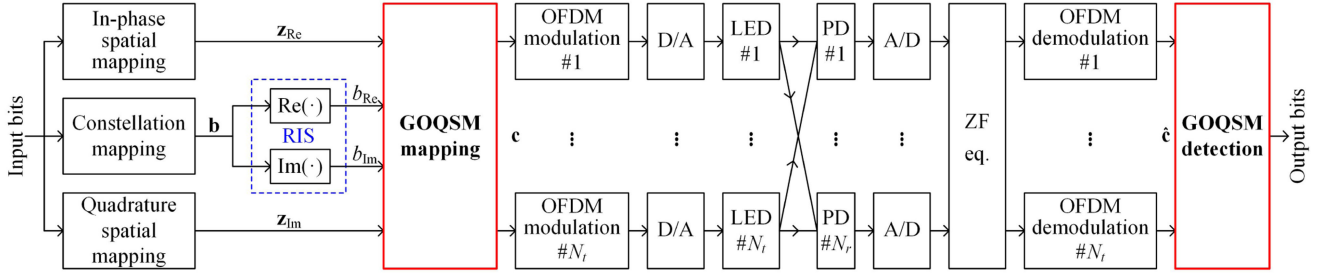 Input bits
In-phase
spatial
mapping
z_Re
Constellation
mapping
b
Re(·)
RIS
Im(·)
b_Re
b_Im
Quadrature
spatial
mapping
z_Im
GOQSM
mapping
c
OFDM
modulation
#1
D/A
LED
#1
PD
#1
A/D
OFDM
modulation
#N_t
D/A
LED
#N_t
PD
#N_r
A/D
ZF
eq.
OFDM
demodulation
#1
OFDM
demodulation
#N_t
ĉ
GOQSM
detection
Output bits